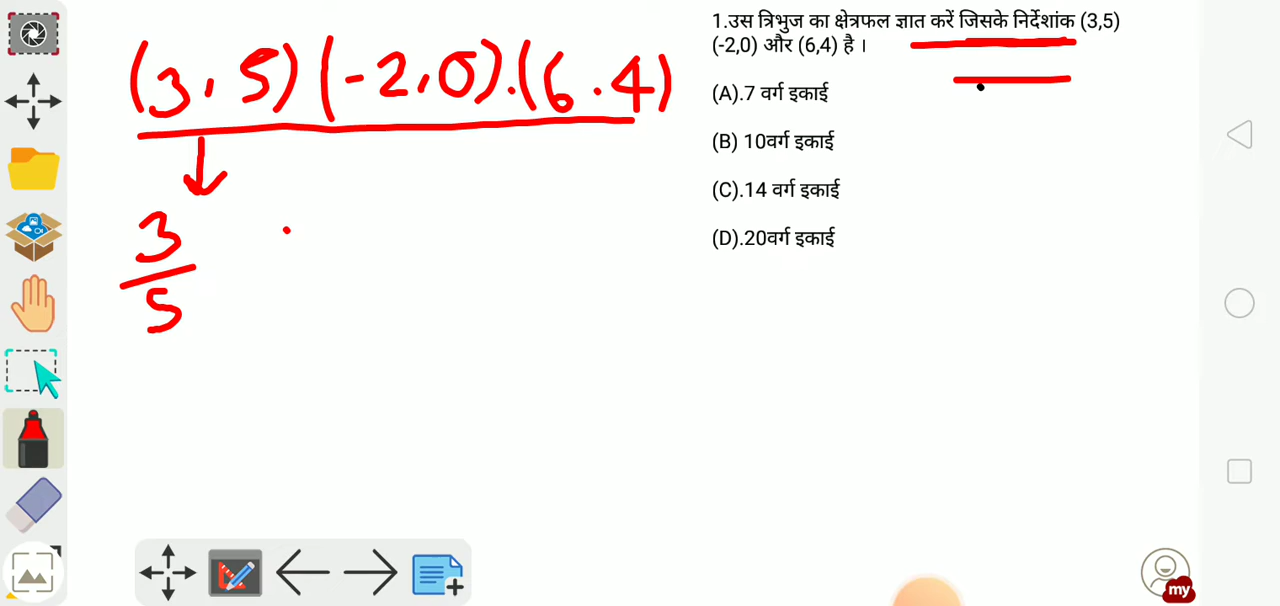 (3,5)(-2,0).(6.4)
3
5
1.उस त्रिभुज का क्षेत्रफल ज्ञात करें जिसके निर्देशांक (3,5)
(-2,0) और (6,4) है ।
(A).7 वर्ग इकाई
(B) 10वर्ग इकाई
(C).14 वर्ग इकाई
(D).20वर्ग इकाई
my